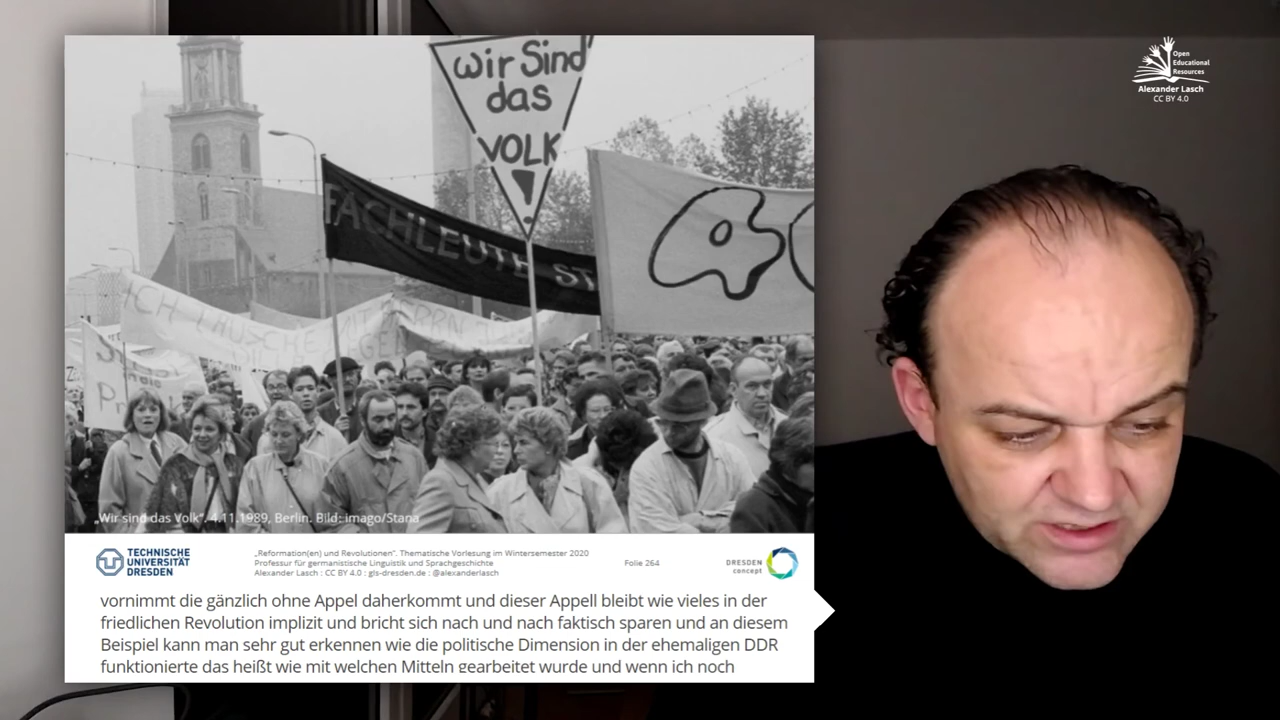 wir Sind
das
VOLK
!
FACHLEUTE ST
„Wir sind das Volk“. 4.11.1989, Berlin. Bild: imago/Stana
Open
Educational
Resources
Alexander Lasch
CC BY 4.0
TECHNISCHE
UNIVERSITÄT
DRESDEN
„Reformation(en) und Revolutionen“. Thematische Vorlesung im Wintersemester 2020
Professur für germanistische Linguistik und Sprachgeschichte
Alexander Lasch : CC BY 4.0 : gls-dresden.de : @alexanderlasch
Folie 264
DRESDEN
concept
vornimmt die gänzlich ohne Appel daherkommt und dieser Appell bleibt wie vieles in der
friedlichen Revolution implizit und bricht sich nach und nach faktisch sparen und an diesem
Beispiel kann man sehr gut erkennen wie die politische Dimension in der ehemaligen DDR
funktionierte das heißt wie mit welchen Mitteln gearbeitet wurde und wenn ich noch